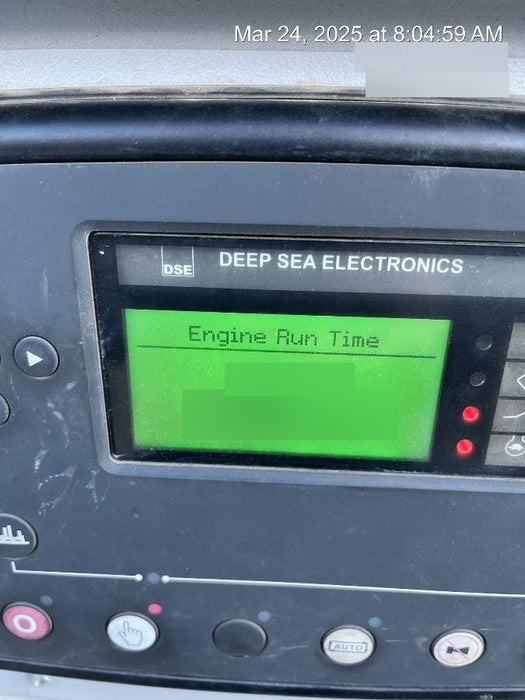 Mar 24, 2025 at 8:04:59 AM
DSE
DEEP SEA ELECTRONICS
Engine Run Time
AUTO